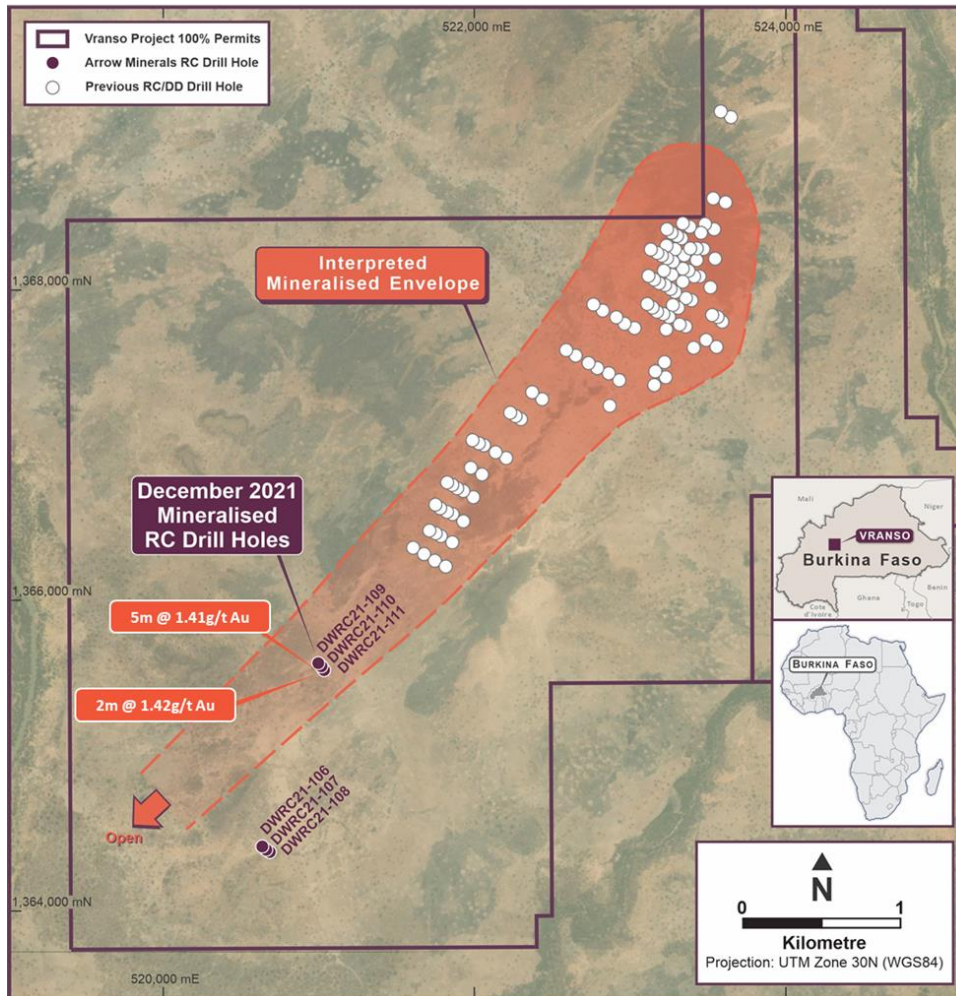 522,000 mE
524,000 mE
Vranso Project 100% Permits
Arrow Minerals RC Drill Hole
Previous RC/DD Drill Hole
Interpreted
Mineralised Envelope
1,368,000 mN
December 2021
Mineralised
RC Drill Holes
1,366,000 mN
5m @ 1.41g/t Au
2m @ 1.42g/t Au
DWRC21-109
DWRC21-110
DWRC21-111
DWRC21-106
DWRC21-107
DWRC21-108
Open
1,364,000 mN
520,000 mE
Mali
Niger
VRANSO
Burkina Faso
Benin
Ghana
Togo
Cote
d'Ivoire
BURKINA FASO
N
0
1
Kilometre
Projection: UTM Zone 30N (WGS84)